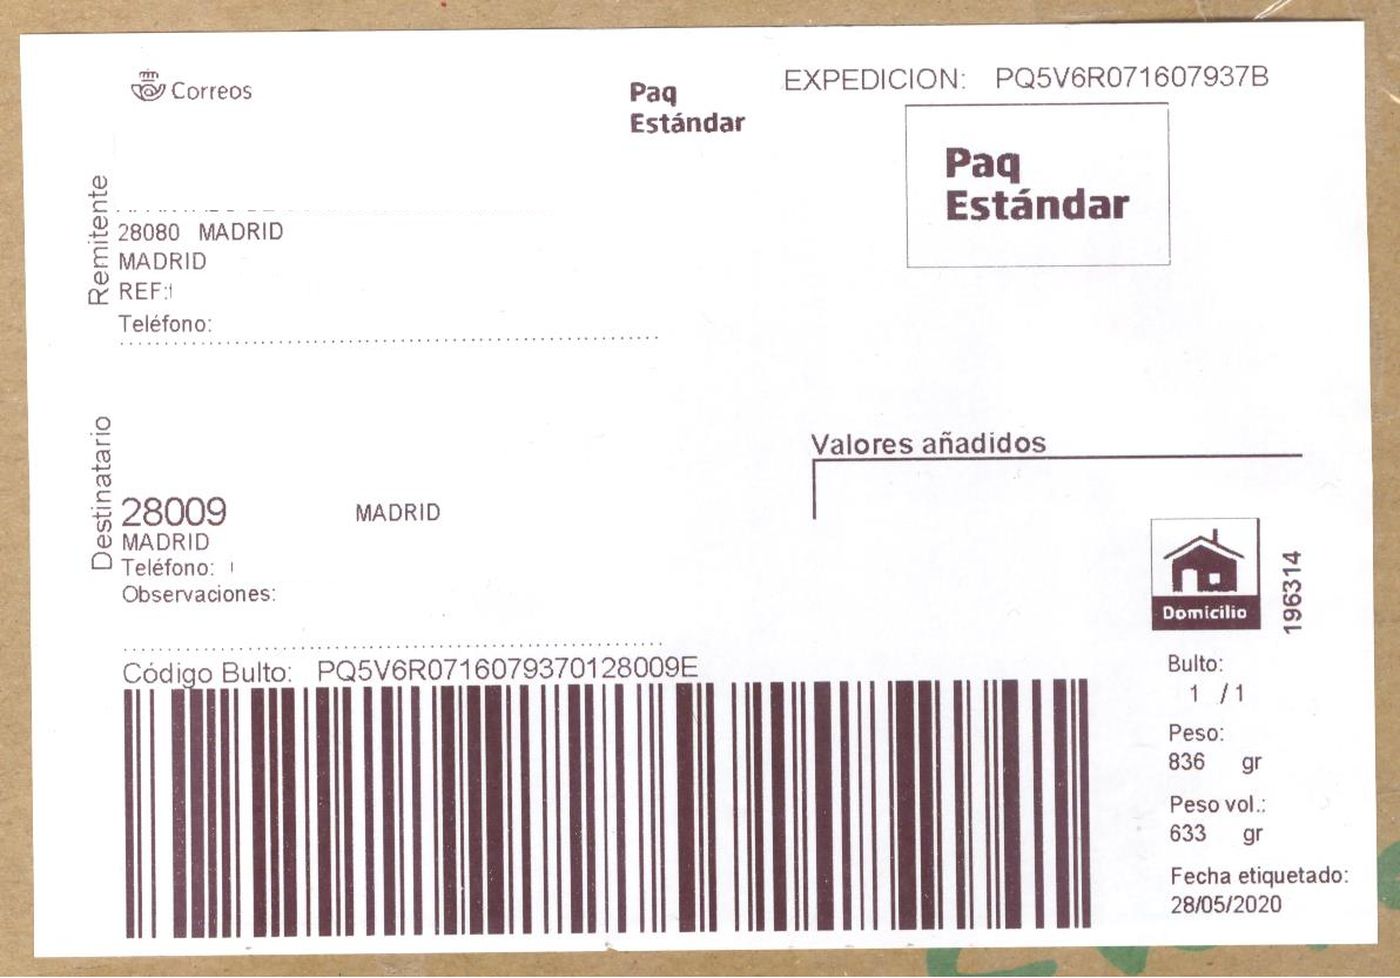 Correos
Paq
Estándar
EXPEDICION: PQ5V6R071607937B
Paq
Estándar
Remitente
28080 MADRID
MADRID
REF:
Teléfono:
Destinatario
28009 MADRID
MADRID
Teléfono:
Observaciones:
Valores añadidos
Domicilio
196314
Código Bulto: PQ5V6R0716079370128009E
Bulto:
1 / 1
Peso:
836 gr
Peso vol.:
633 gr
Fecha etiquetado:
28/05/2020